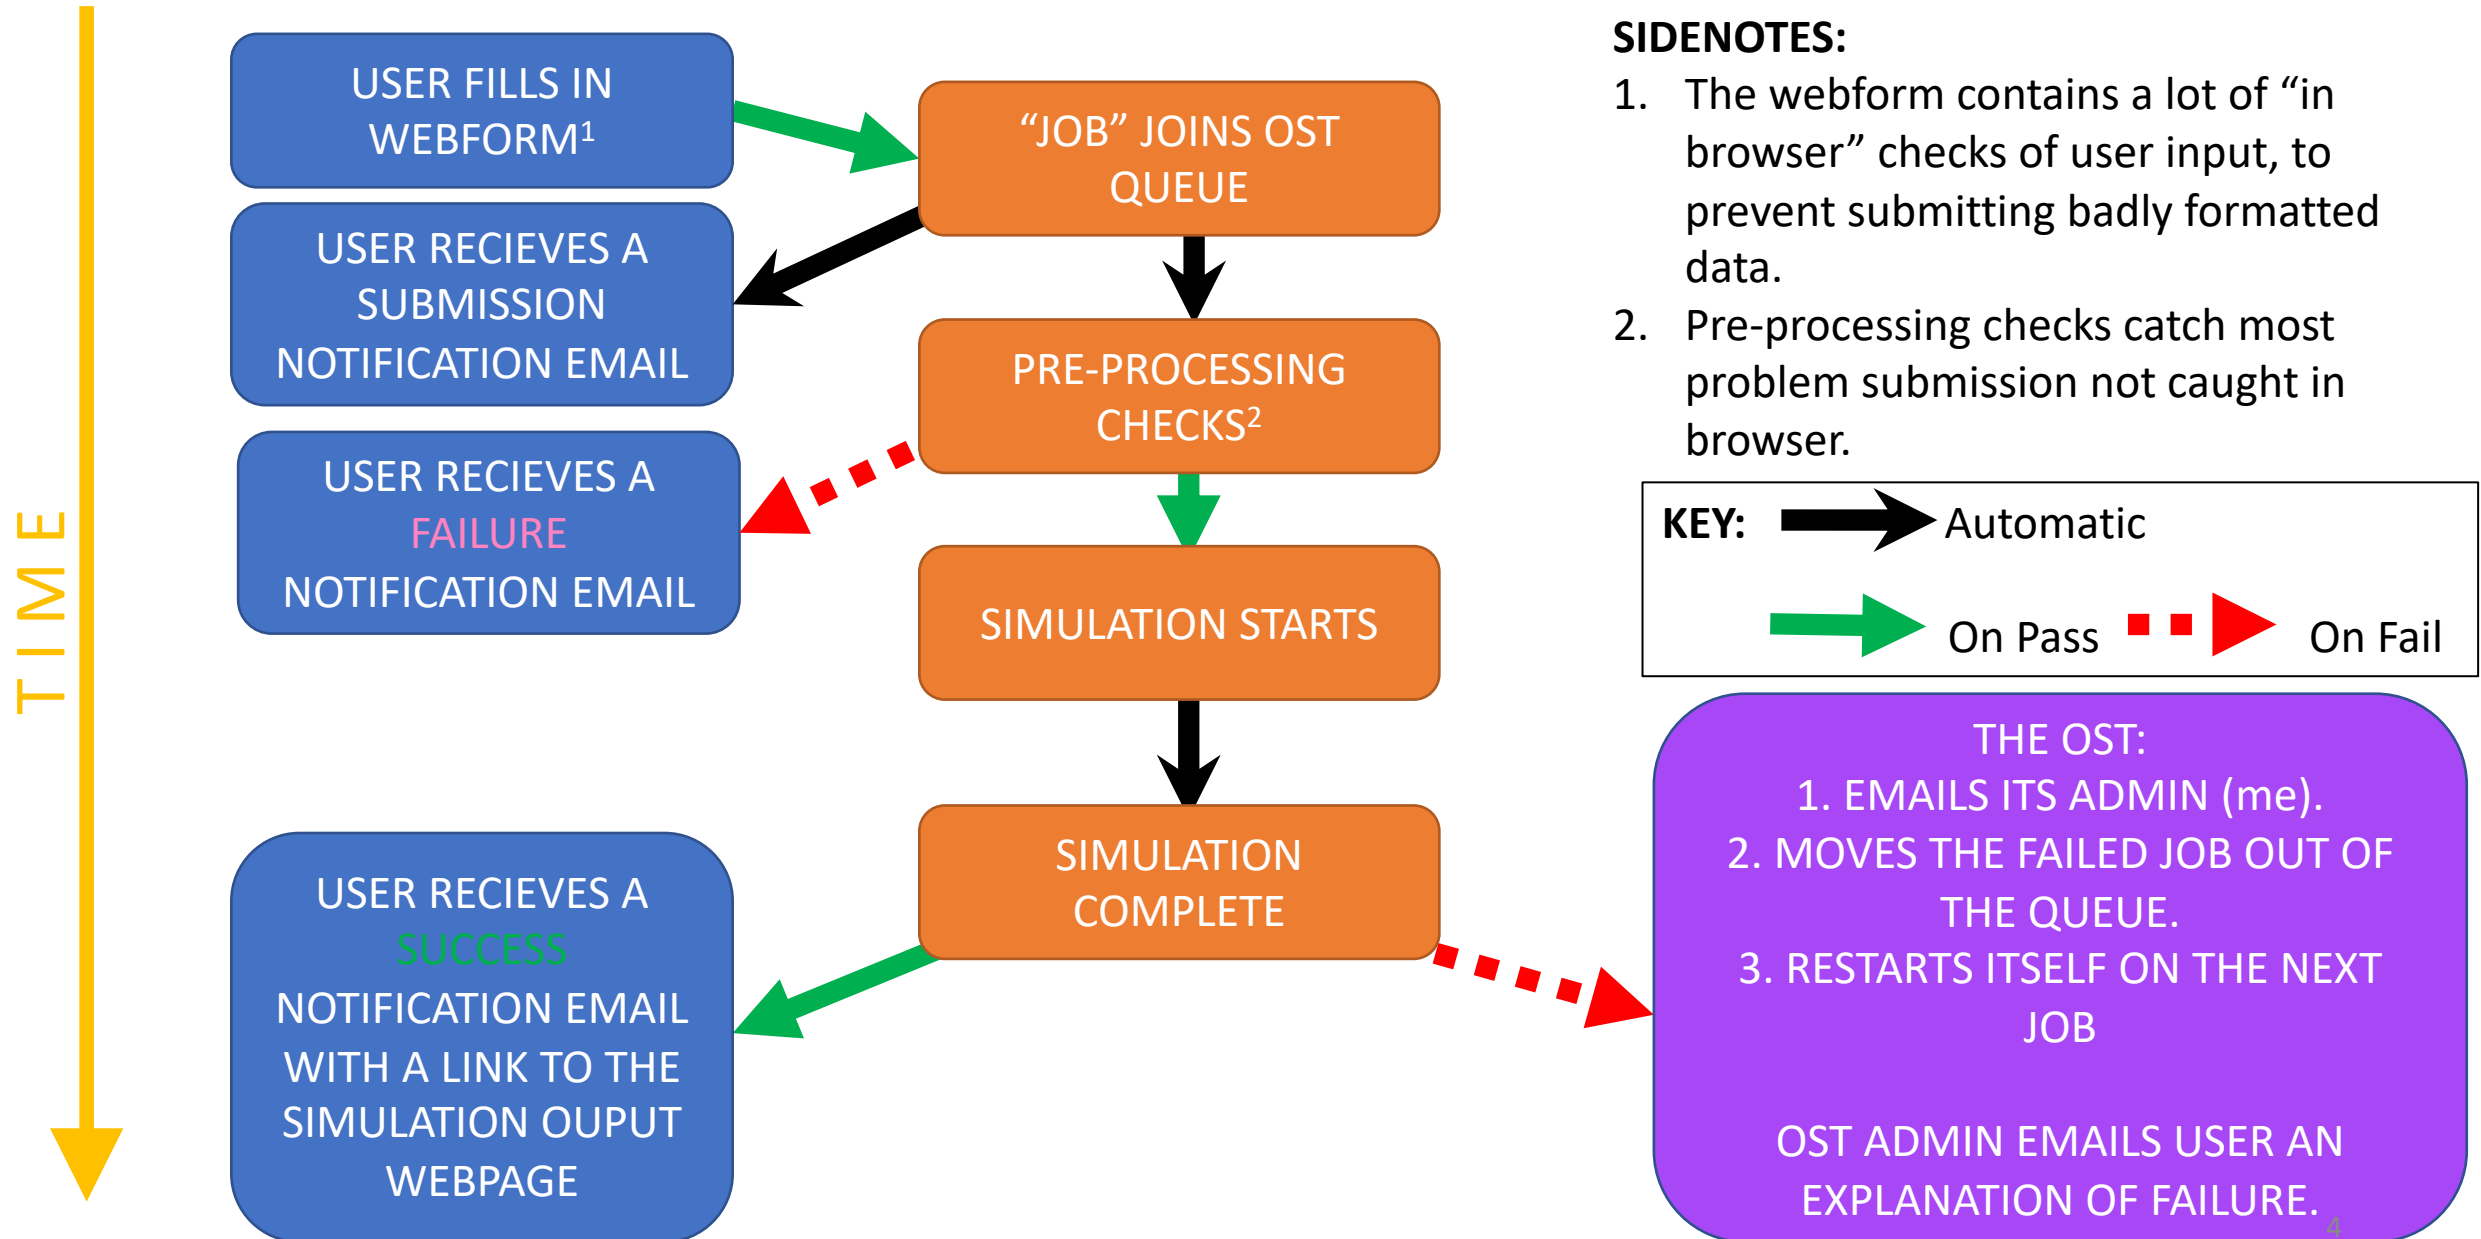 TIME
USER FILLS IN
WEBFORM1
USER RECIEVES A
SUBMISSION
NOTIFICATION EMAIL
USER RECIEVES A
FAILURE
NOTIFICATION EMAIL
USER RECIEVES A
SUCCESS
NOTIFICATION EMAIL
WITH A LINK TO THE
SIMULATION OUPUT
WEBPAGE
“JOB” JOINS OST
QUEUE
PRE-PROCESSING
CHECKS2
SIMULATION STARTS
SIMULATION
COMPLETE
SIDENOTES:
1. The webform contains a lot of “in
browser” checks of user input, to
prevent submitting badly formatted
data.
2. Pre-processing checks catch most
problem submission not caught in
browser.
KEY: Automatic
On Pass On Fail
THE OST:
1. EMAILS ITS ADMIN (me).
2. MOVES THE FAILED JOB OUT OF
THE QUEUE.
3. RESTARTS ITSELF ON THE NEXT
JOB
OST ADMIN EMAILS USER AN
EXPLANATION OF FAILURE.
4